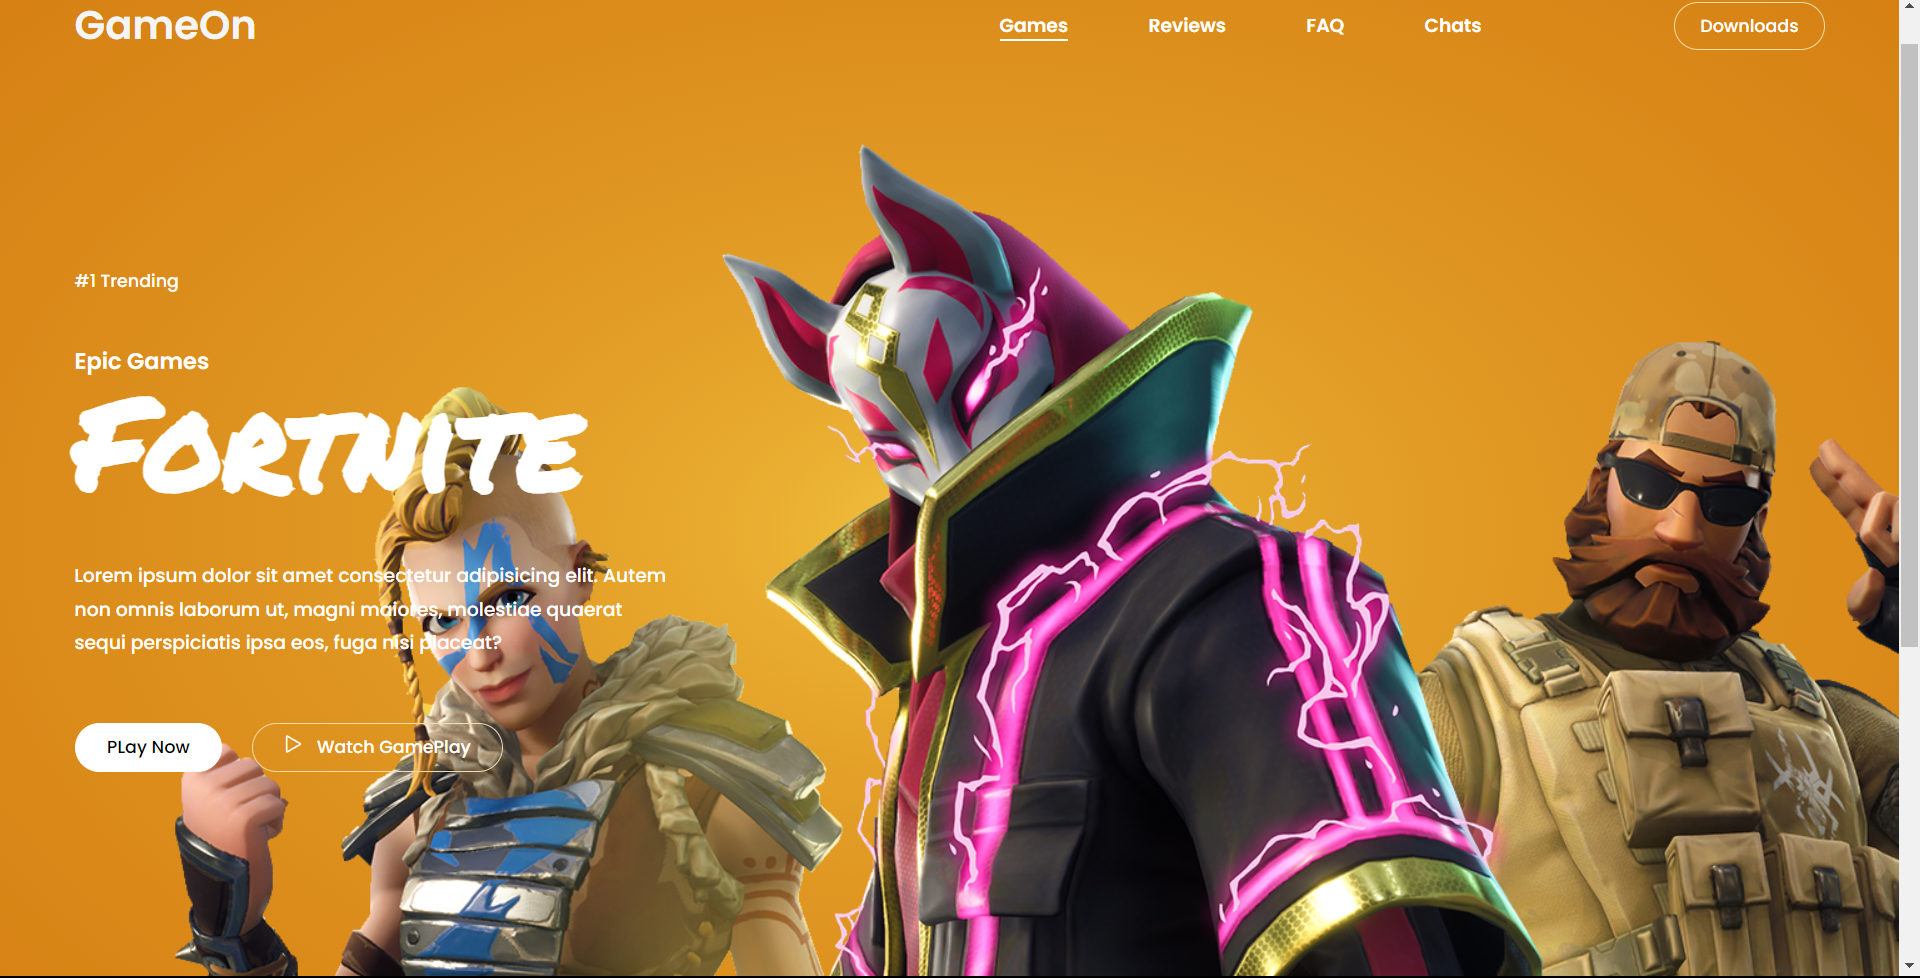 GameOn
Games
Reviews
FAQ
Chats
Downloads
#1 Trending
Epic Games
FORTNITE
Lorem ipsum dolor sit amet consectetur adipisicing elit. Autem
non omnis laborum ut, magni maiores, molestiae quaerat
sequi perspiciatis ipsa eos, fuga nisi placeat?
PLay Now
Watch GamePlay